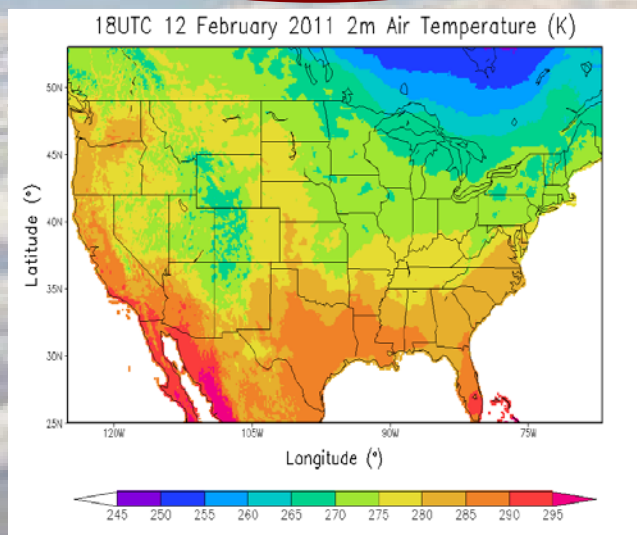 18UTC 12 February 2011 2m Air Temperature (K)
50N
45N
Latitude (°)
40N
35N
30N
25N
120W 105W 90W 75W
Longitude (°)
245 250 255 260 265 270 275 280 285 290 295